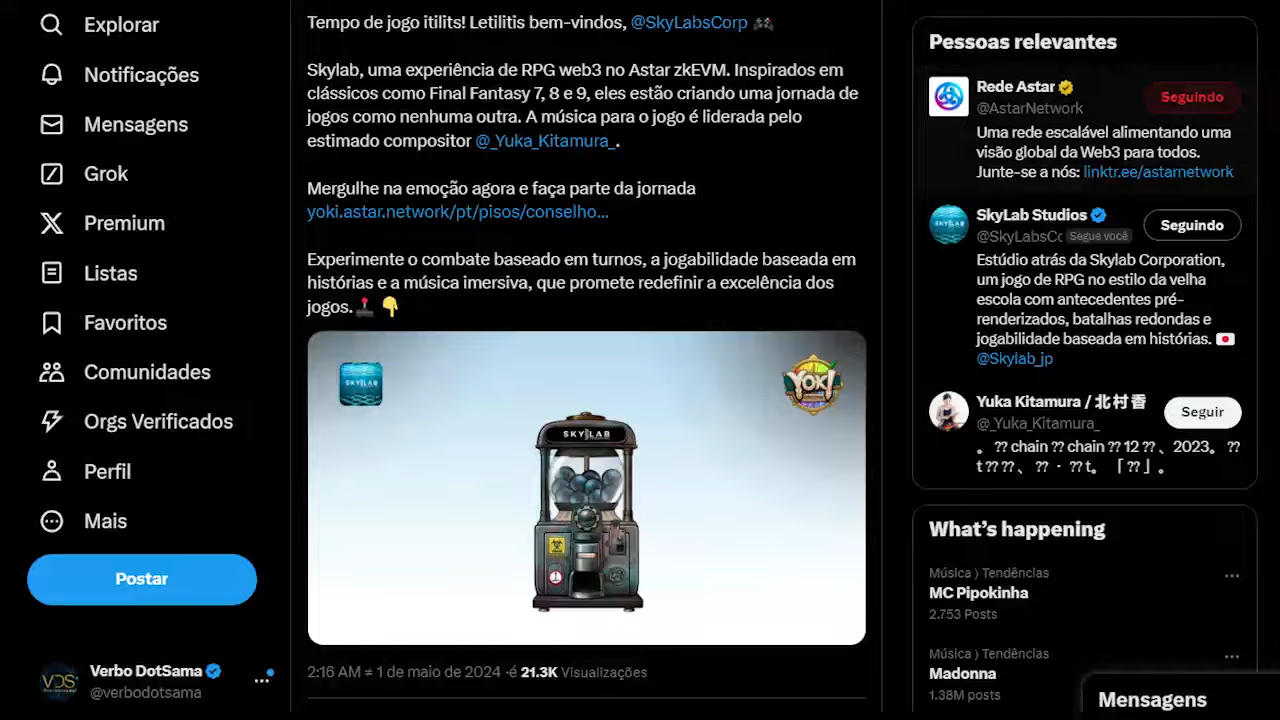 Explorar
Notificações
Mensagens
Grok
Premium
Listas
Favoritos
Comunidades
Orgs Verificados
Perfil
Mais
Postar
Verbo DotSama
@verbodotsama
VDS
Tempo de jogo itilits! Letilitis bem-vindos, @SkyLabsCorp 🎮
Skylab, uma experiência de RPG web3 no Astar zkEVM. Inspirados em
clássicos como Final Fantasy 7, 8 e 9, eles estão criando uma jornada de
jogos como nenhuma outra. A música para o jogo é liderada pelo
estimado compositor @_Yuka_Kitamura_.
Mergulhe na emoção agora e faça parte da jornada
yoki.astar.network/pt/pisos/conselho...
Experimente o combate baseado em turnos, a jogabilidade baseada em
histórias e a música imersiva, que promete redefinir a excelência dos
jogos.🕹️ 👇
SKYLAB
YOKI
SKYLAB
2:16 AM ≠ 1 de maio de 2024 ·é 21.3K Visualizações
Pessoas relevantes
Rede Astar
Seguindo
@AstarNetwork
Uma rede escalável alimentando uma
visão global da Web3 para todos.
Junte-se a nós: linktr.ee/astarnetwork
SKYLAB
SkyLab Studios
Seguindo
@SkyLabsCc Segue você
Estúdio atrás da Skylab Corporation,
um jogo de RPG no estilo da velha
escola com antecedentes pré-
renderizados, batalhas redondas e
jogabilidade baseada em histórias. 🇯🇵
@Skylab_jp
Yuka Kitamura / 北村香
Seguir
@_Yuka_Kitamura_
。 ?? chain ?? chain ?? 12 ?? 、2023。 ??
t ?? ?? 、 ?? ・ ?? t。 「 ?? 」 。
What's happening
Música ) Tendências
MC Pipokinha
2.753 Posts
Música ) Tendências
Madonna
1.38M posts
Mensagens